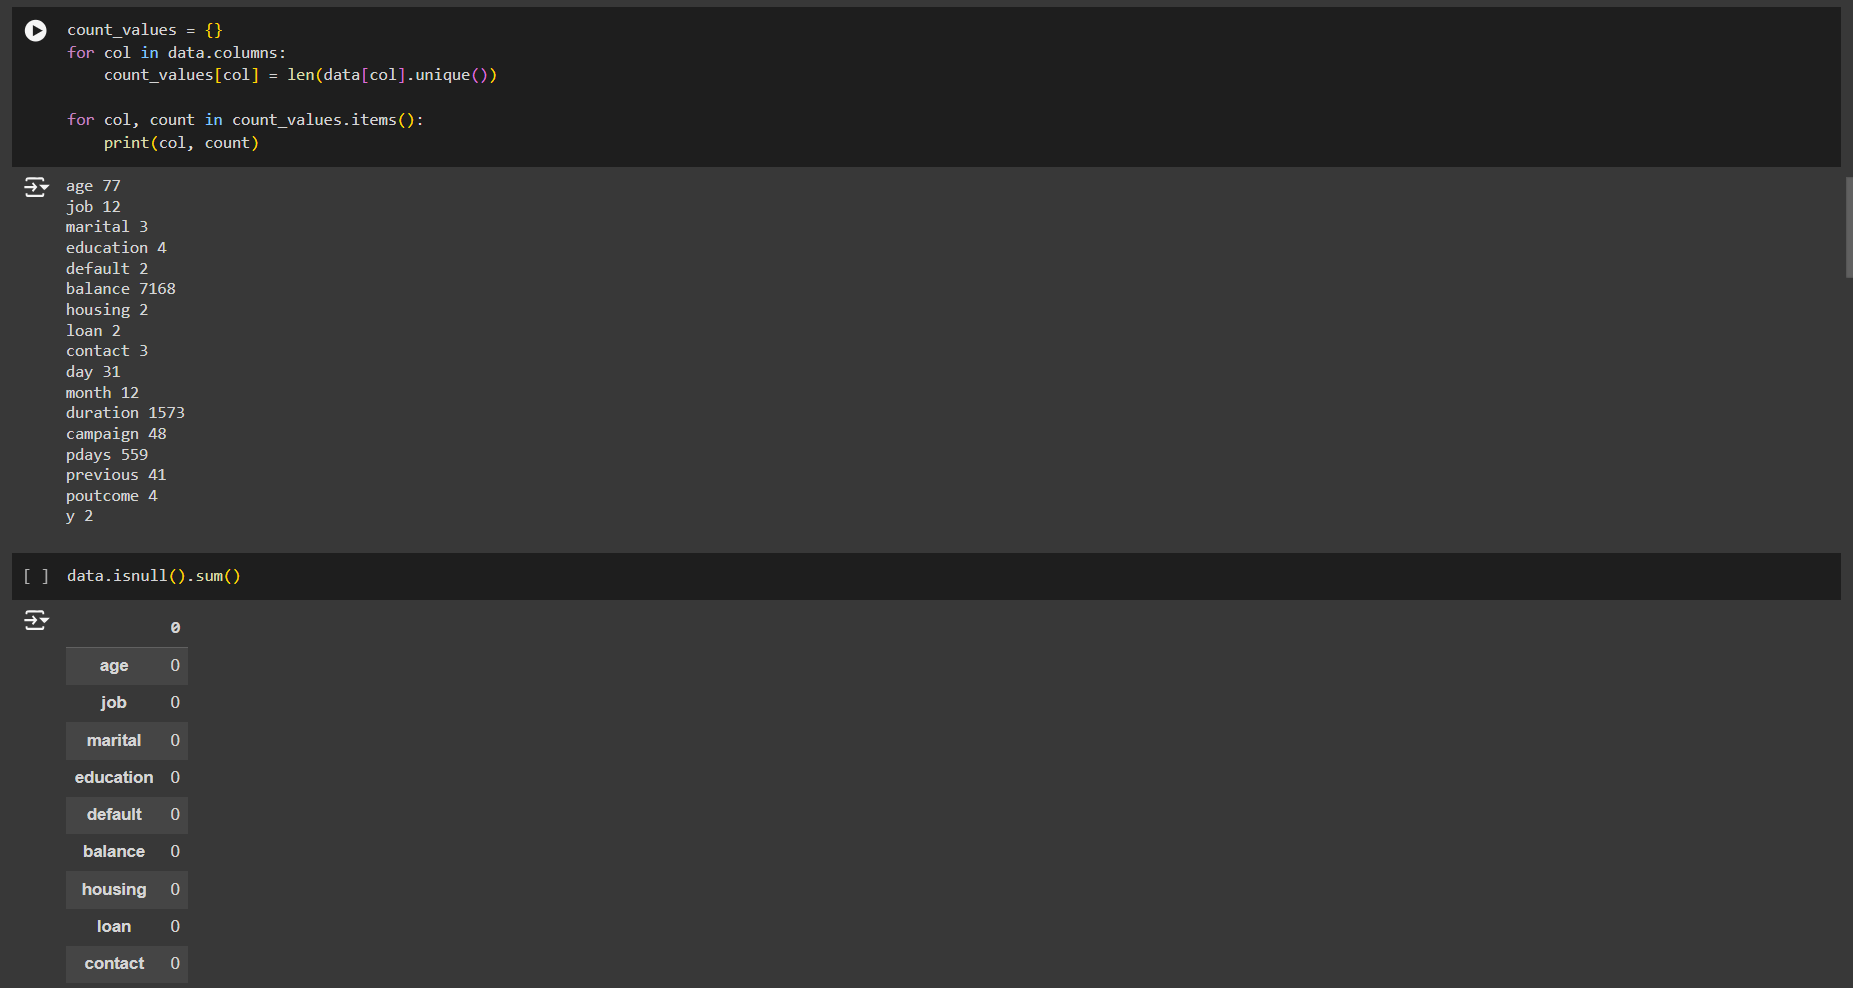 count_values = {}
for col in data.columns:
    count_values[col] = len(data[col].unique())

for col, count in count_values.items():
    print(col, count)
age 77
job 12
marital 3
education 4
default 2
balance 7168
housing 2
loan 2
contact 3
day 31
month 12
duration 1573
campaign 48
pdays 559
previous 41
poutcome 4
y 2
[ ] data.isnull().sum()
0
age 0
job 0
marital 0
education 0
default 0
balance 0
housing 0
loan 0
contact 0